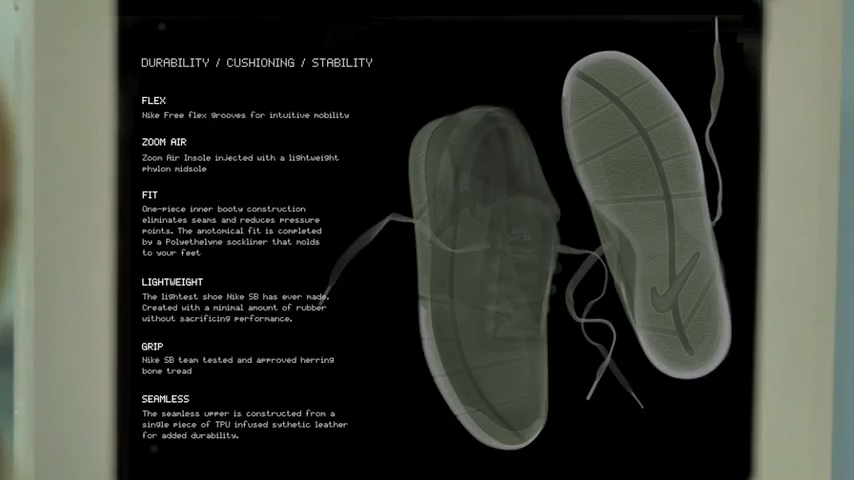 DURABILITY / CUSHIONING / STABILITY
FLEX
Nike Free flex grooves for intuitive mobility
ZOOM AIR
Zoom Air Insole injected with a lightweight
phylon midsole
FIT
One-piece inner booty construction
eliminates seams and reduces pressure
points. The anotomical fit is completed
by a Polyethelyne sockliner that molds
to your feet
LIGHTWEIGHT
The lightest shoe Nike SB has ever made.
Created with a minimal amount of rubber
without sacrificing performance.
GRIP
Nike SB team tested and approved herring
bone tread
SEAMLESS
The seamless upper is constructed from a
single piece of TPU infused sythetic leather
for added durability.